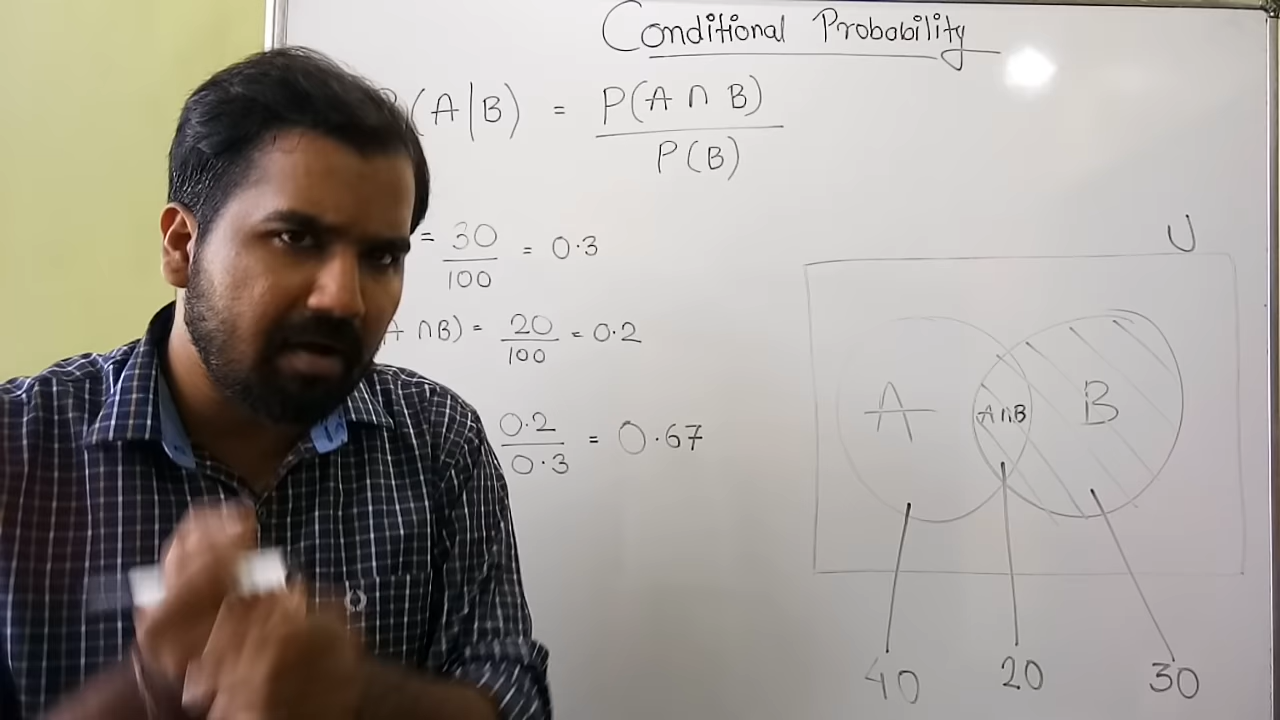 Conditional Probability
(A|B) = P(A ∩ B)
P(B)
= 30 = 0.3
100
A ∩B) = 20 = 0.2
100
0.2 = 0.67
0.3
U
A
A∩B
B
40
20
30